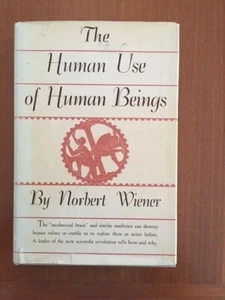 The
Human Use
of Human Beings
By Norbert Wiener
The "mechanical brain" and similar machines can destroy
human values or enable us to realize them as never before.
A leader of the new scientific revolution tells how and why.